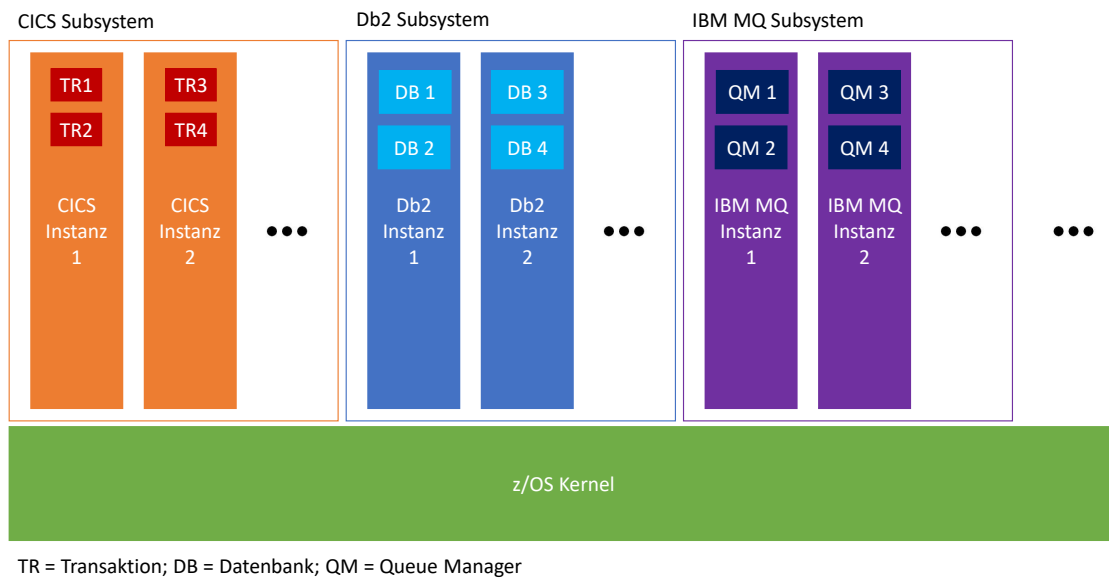 CICS Subsystem
Db2 Subsystem
IBM MQ Subsystem
TR1
TR2
CICS
Instanz
1
TR3
TR4
CICS
Instanz
2
DB 1
DB 2
Db2
Instanz
1
DB 3
DB 4
Db2
Instanz
2
QM 1
QM 2
IBM MQ
Instanz
1
QM 3
QM 4
IBM MQ
Instanz
2
z/OS Kernel
TR = Transaktion; DB = Datenbank; QM = Queue Manager